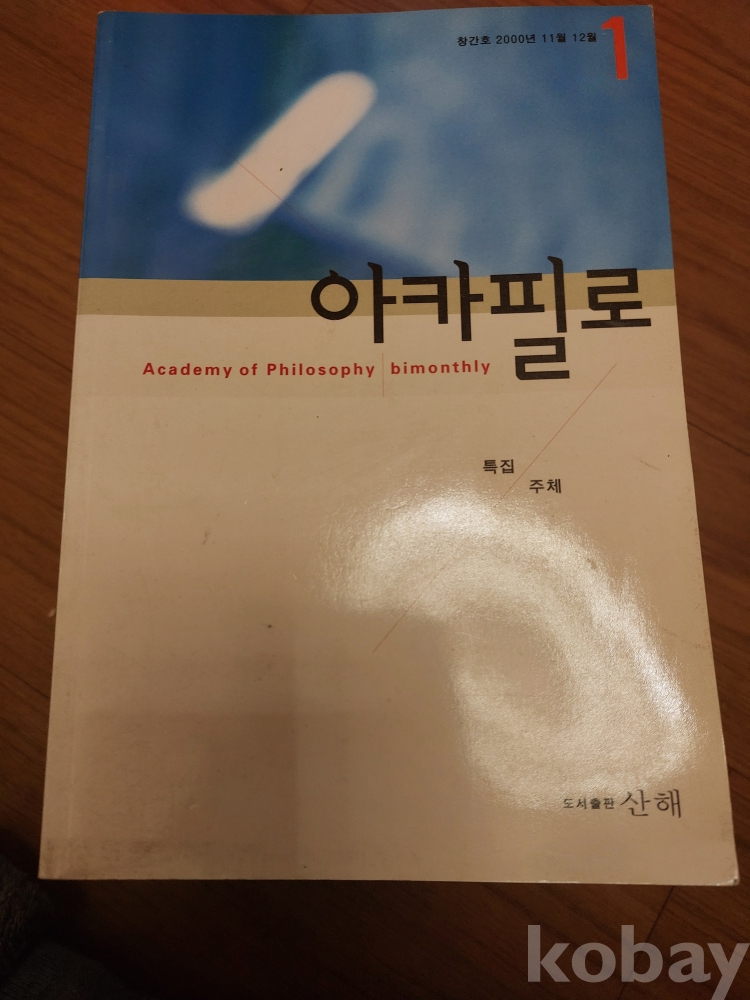 창간호 2000년 11월 12월 1
아카필로
Academy of Philosophy bimonthly
특집
주체
도서출판 산해
kobay